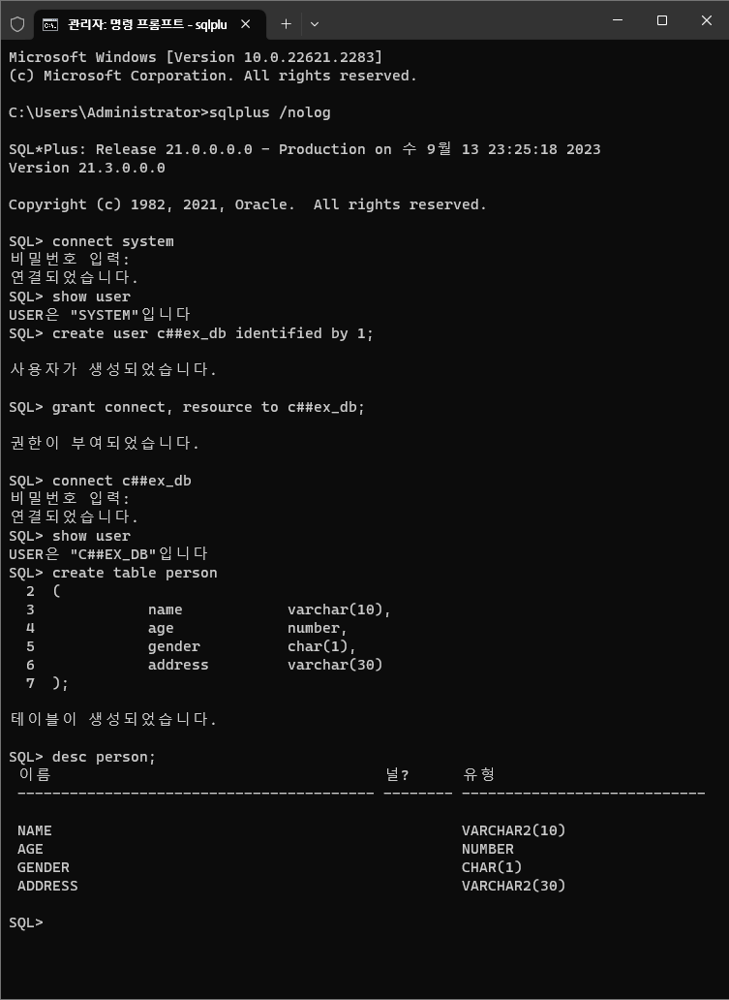 관리자: 명령 프롬프트 - sqlplu
Microsoft Windows [Version 10.0.22621.2283]
(c) Microsoft Corporation. All rights reserved.
C:\Users\Administrator>sqlplus /nolog
SQL*Plus: Release 21.0.0.0.0 - Production on 수 9월 13 23:25:18 2023
Version 21.3.0.0.0
Copyright (c) 1982, 2021, Oracle.  All rights reserved.
SQL> connect system
비밀번호 입력:
연결되었습니다.
SQL> show user
USER은 "SYSTEM"입니다
SQL> create user c##ex_db identified by 1;
사용자가 생성되었습니다.
SQL> grant connect, resource to c##ex_db;
권한이 부여되었습니다.
SQL> connect c##ex_db
비밀번호 입력:
연결되었습니다.
SQL> show user
USER은 "C##EX_DB"입니다
SQL> create table person
  2  (
  3             name            varchar(10),
  4             age             number,
  5             gender          char(1),
  6             address         varchar(30)
  7  );
테이블이 생성되었습니다.
SQL> desc person;
 이름                                      널?      유형
 ----------------------------------------- -------- ----------------------------
 NAME                                               VARCHAR2(10)
 AGE                                                NUMBER
 GENDER                                             CHAR(1)
 ADDRESS                                            VARCHAR2(30)
SQL>